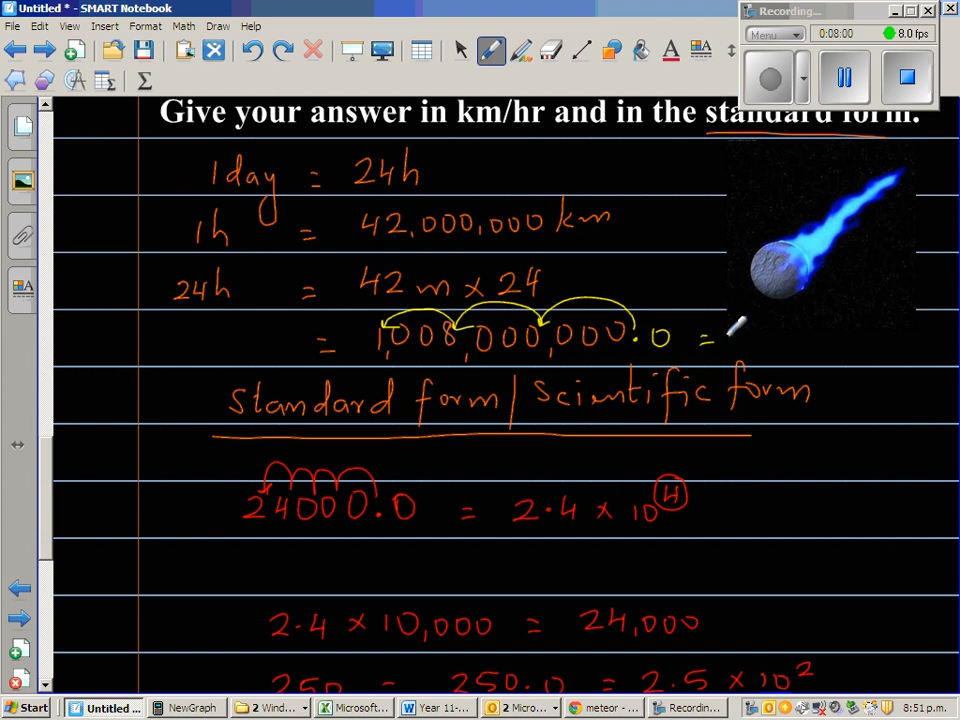 Untitled * - SMART Notebook
Recording...
File Edit View Insert Format Tools Add-ons Math Draw Help
Menu 0:08:00 8.0 fps
Give your answer in km/hr and in the standard form.
1day = 24h
1h = 42,000,000 km
24h = 42 m × 24
= 1,008,000,000.0 =
Standard form / Scientific form
24000.0 = 2.4 × 10^4
2.4 × 10,000 = 24,000
250 = 250.0 = 2.5 × 10^2
Start Untitled ... NewGraph 2 Wind... Microsoft... Year 11-... 2 Micro... meteor - ... Recordin... 8:51 p.m.